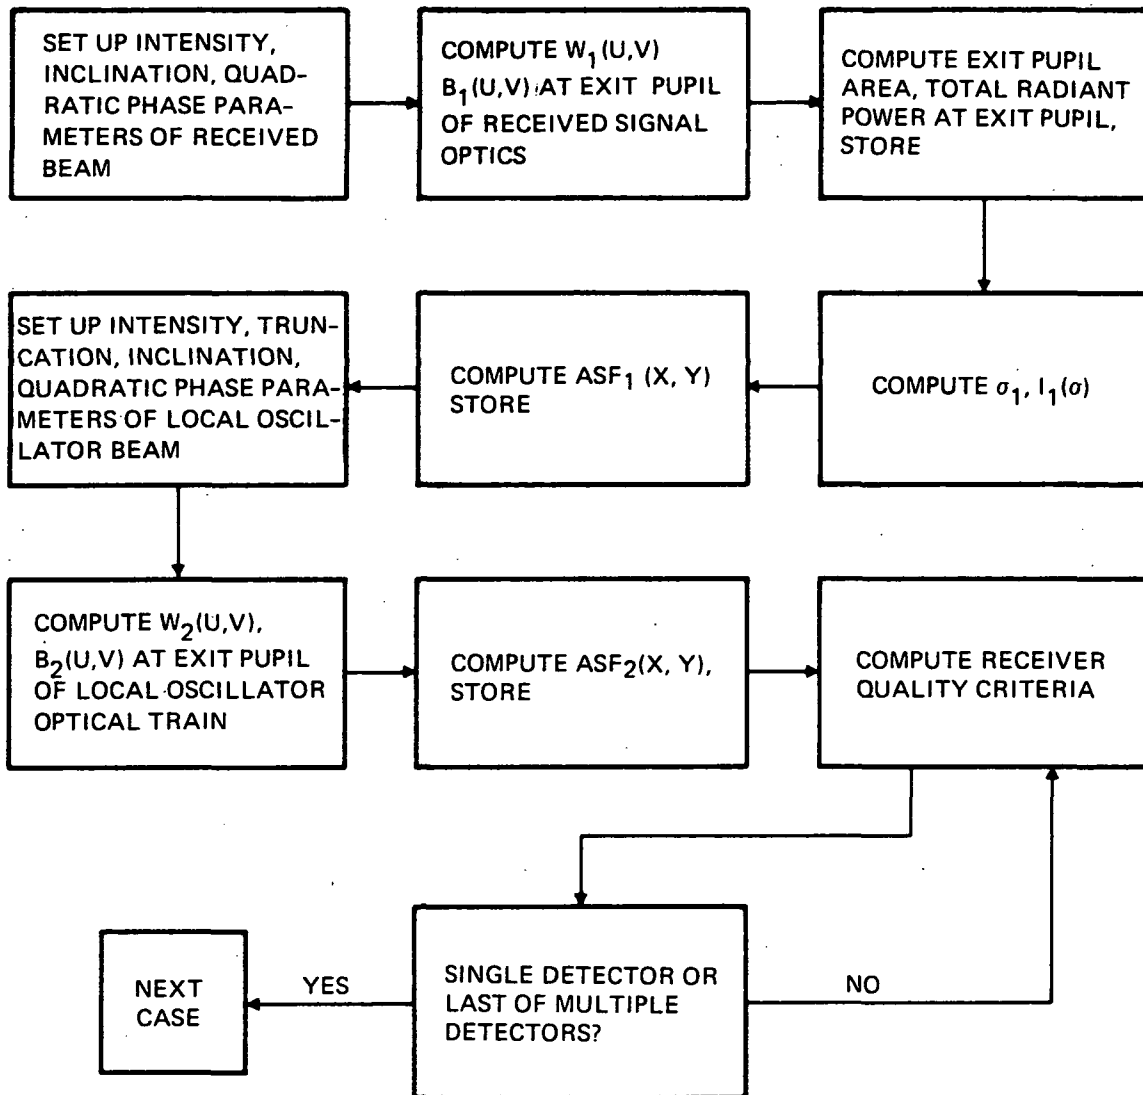 SET UP INTENSITY,
INCLINATION, QUAD-
RATIC PHASE PARA-
METERS OF RECEIVED
BEAM
COMPUTE W1(U,V)
B1(U,V) AT EXIT PUPIL
OF RECEIVED SIGNAL
OPTICS
COMPUTE EXIT PUPIL
AREA, TOTAL RADIANT
POWER AT EXIT PUPIL,
STORE
COMPUTE σ1, I1(σ)
COMPUTE ASF1 (X, Y)
STORE
SET UP INTENSITY, TRUN-
CATION, INCLINATION,
QUADRATIC PHASE PARA-
METERS OF LOCAL OSCIL-
LATOR BEAM
COMPUTE W2(U,V),
B2(U,V) AT EXIT PUPIL
OF LOCAL OSCILLATOR
OPTICAL TRAIN
COMPUTE ASF2(X, Y),
STORE
COMPUTE RECEIVER
QUALITY CRITERIA
SINGLE DETECTOR OR
LAST OF MULTIPLE
DETECTORS?
YES
NO
NEXT
CASE